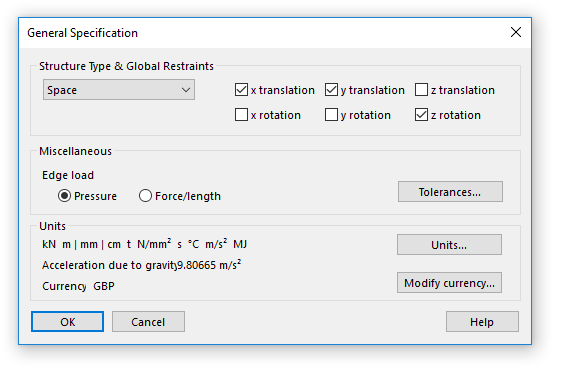 General Specification
Structure Type & Global Restraints
Space
x translation y translation z translation
x rotation y rotation z rotation
Miscellaneous
Edge load
Pressure Force/length
Tolerances...
Units
kN m | mm | cm t N/mm² s °C m/s² MJ
Units...
Acceleration due to gravity9.80665 m/s²
Currency GBP
Modify currency...
OK Cancel Help